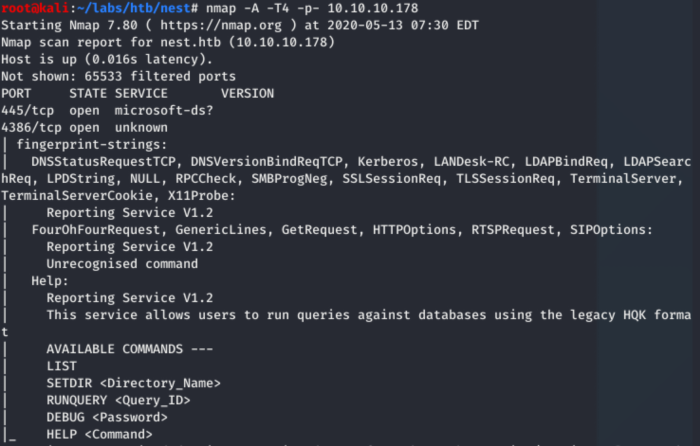 root@kali:~/labs/htb/nest# nmap -A -T4 -p- 10.10.10.178
Starting Nmap 7.80 ( https://nmap.org ) at 2020-05-13 07:30 EDT
Nmap scan report for nest.htb (10.10.10.178)
Host is up (0.016s latency).
Not shown: 65533 filtered ports
PORT     STATE SERVICE       VERSION
445/tcp  open  microsoft-ds?
4386/tcp open  unknown
| fingerprint-strings:
|   DNSStatusRequestTCP, DNSVersionBindReqTCP, Kerberos, LANDesk-RC, LDAPBindReq, LDAPSearc
hReq, LPDString, NULL, RPCCheck, SMBProgNeg, SSLSessionReq, TLSSessionReq, TerminalServer,
TerminalServerCookie, X11Probe:
|     Reporting Service V1.2
|   FourOhFourRequest, GenericLines, GetRequest, HTTPOptions, RTSPRequest, SIPOptions:
|     Reporting Service V1.2
|     Unrecognised command
|   Help:
|     Reporting Service V1.2
|     This service allows users to run queries against databases using the legacy HQK forma
t
|     AVAILABLE COMMANDS ---
|     LIST
|     SETDIR <Directory_Name>
|     RUNQUERY <Query_ID>
|     DEBUG <Password>
|_    HELP <Command>